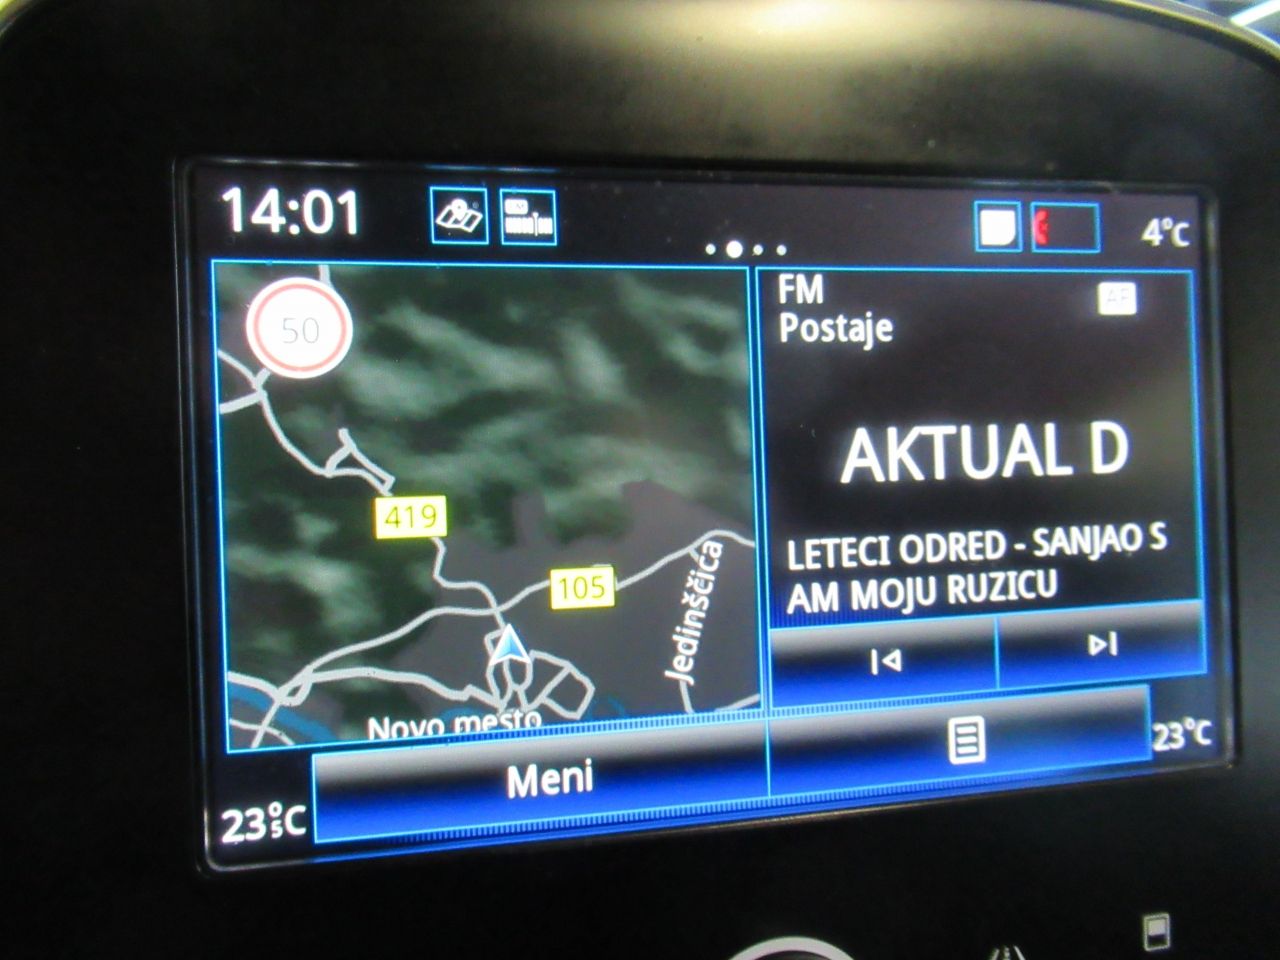 14:01
4°C
50
419
105
Jedinščica
Novo mesto
FM
AF
Postaje
AKTUAL D
LETECI ODRED - SANJAO S
AM MOJU RUZICU
Meni
23°5C
23°C